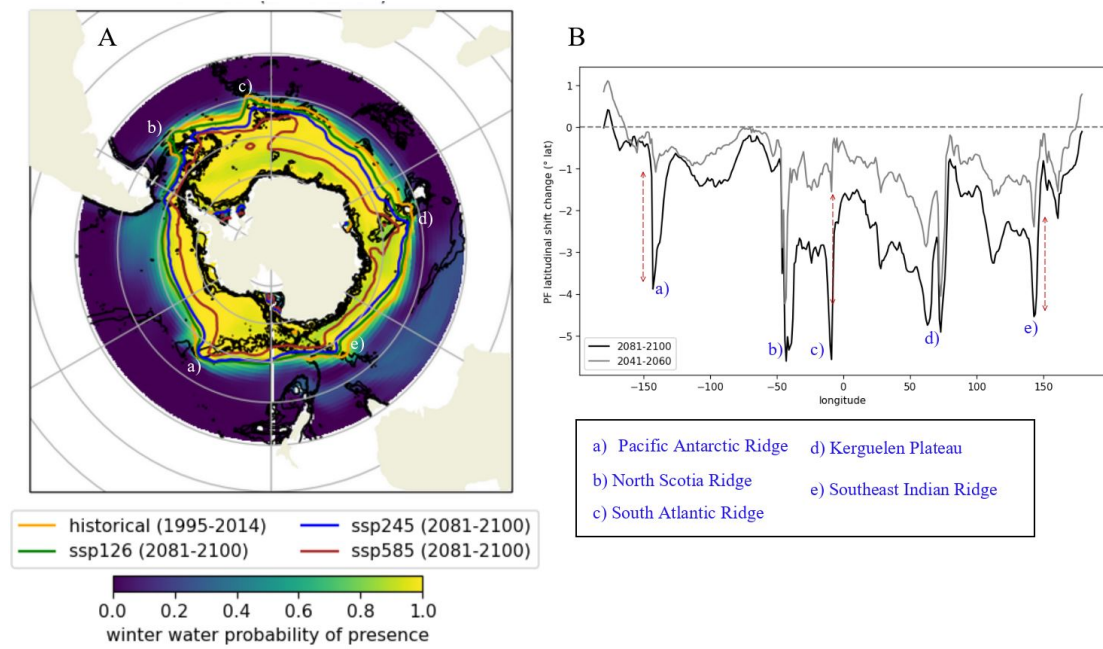 A
c)
b)
d)
a)
e)
historical (1995-2014)
ssp245 (2081-2100)
ssp126 (2081-2100)
ssp585 (2081-2100)
0.0 0.2 0.4 0.6 0.8 1.0
winter water probability of presence
B
PF latitudinal shift change (° lat)
1
0
−1
−2
−3
−4
−5
a)
b)
c)
d)
e)
2081-2100
2041-2060
−150 −100 −50 0 50 100 150
longitude
a) Pacific Antarctic Ridge
d) Kerguelen Plateau
b) North Scotia Ridge
e) Southeast Indian Ridge
c) South Atlantic Ridge